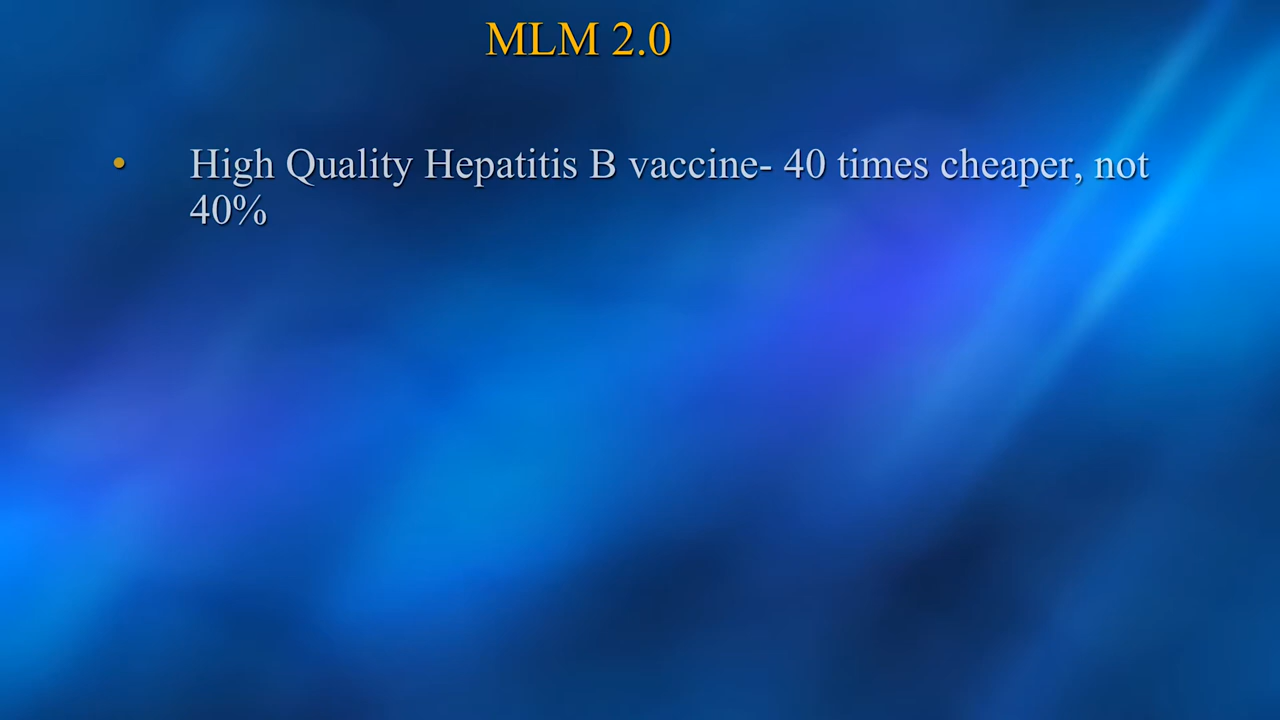 MLM 2.0
• High Quality Hepatitis B vaccine- 40 times cheaper, not
40%